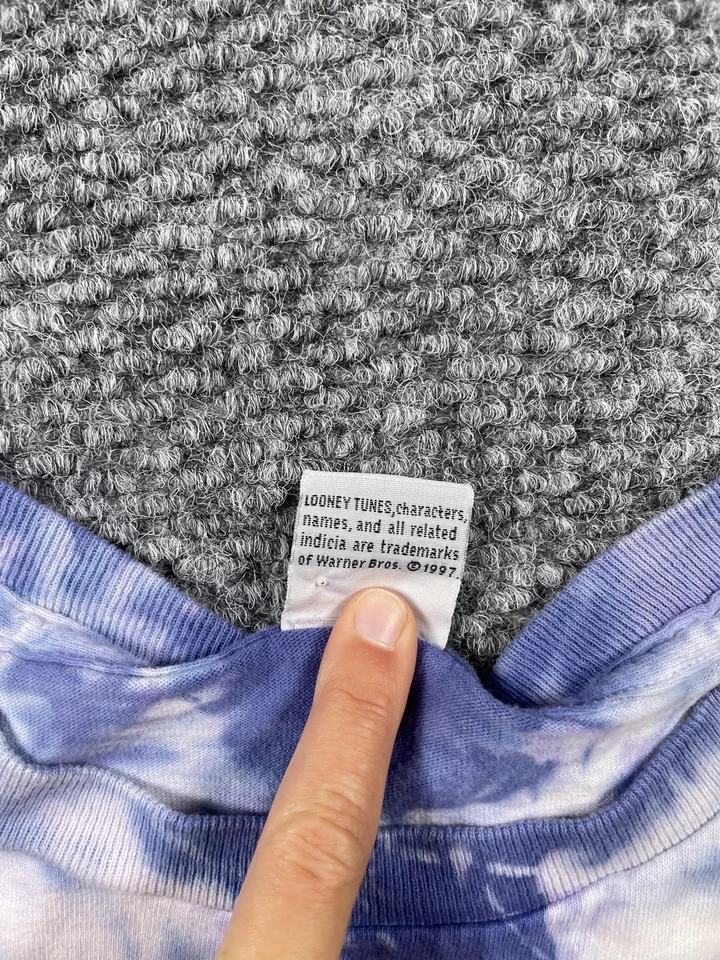 LOONEY TUNES, characters,
names, and all related
indicia are trademarks
of Warner Bros. ©1997.